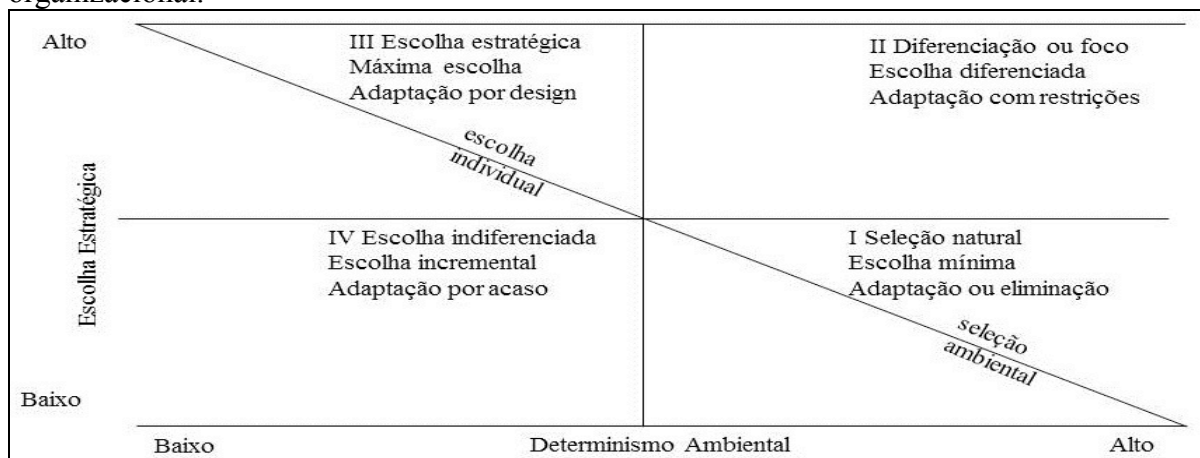 organizacional.
Alto
III Escolha estratégica
Máxima escolha
Adaptação por design
II Diferenciação ou foco
Escolha diferenciada
Adaptação com restrições
escolha
individual
Escolha Estratégica
IV Escolha indiferenciada
Escolha incremental
Adaptação por acaso
I Seleção natural
Escolha mínima
Adaptação ou eliminação
seleção
ambiental
Baixo
Baixo
Determinismo Ambiental
Alto